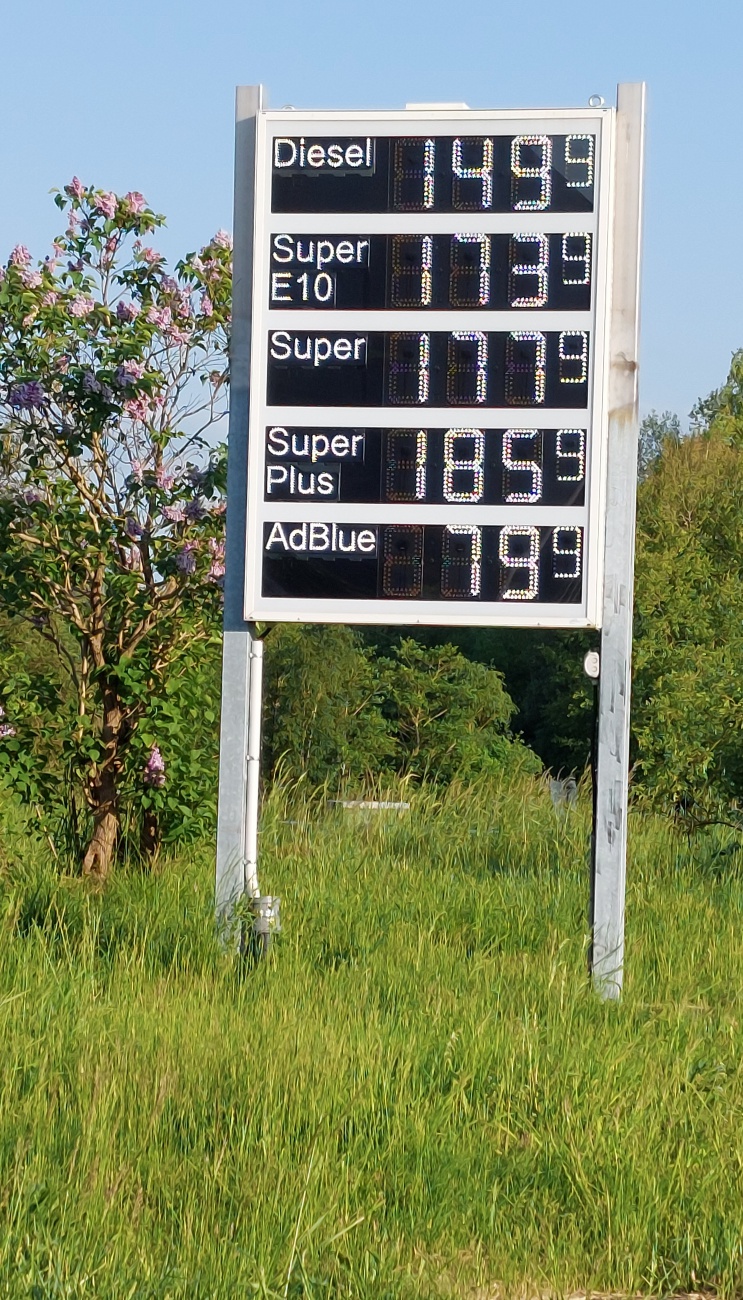 Diesel 149⁹
Super 173⁹
E10
Super 177⁹
Super 185⁹
Plus
AdBlue 79⁹